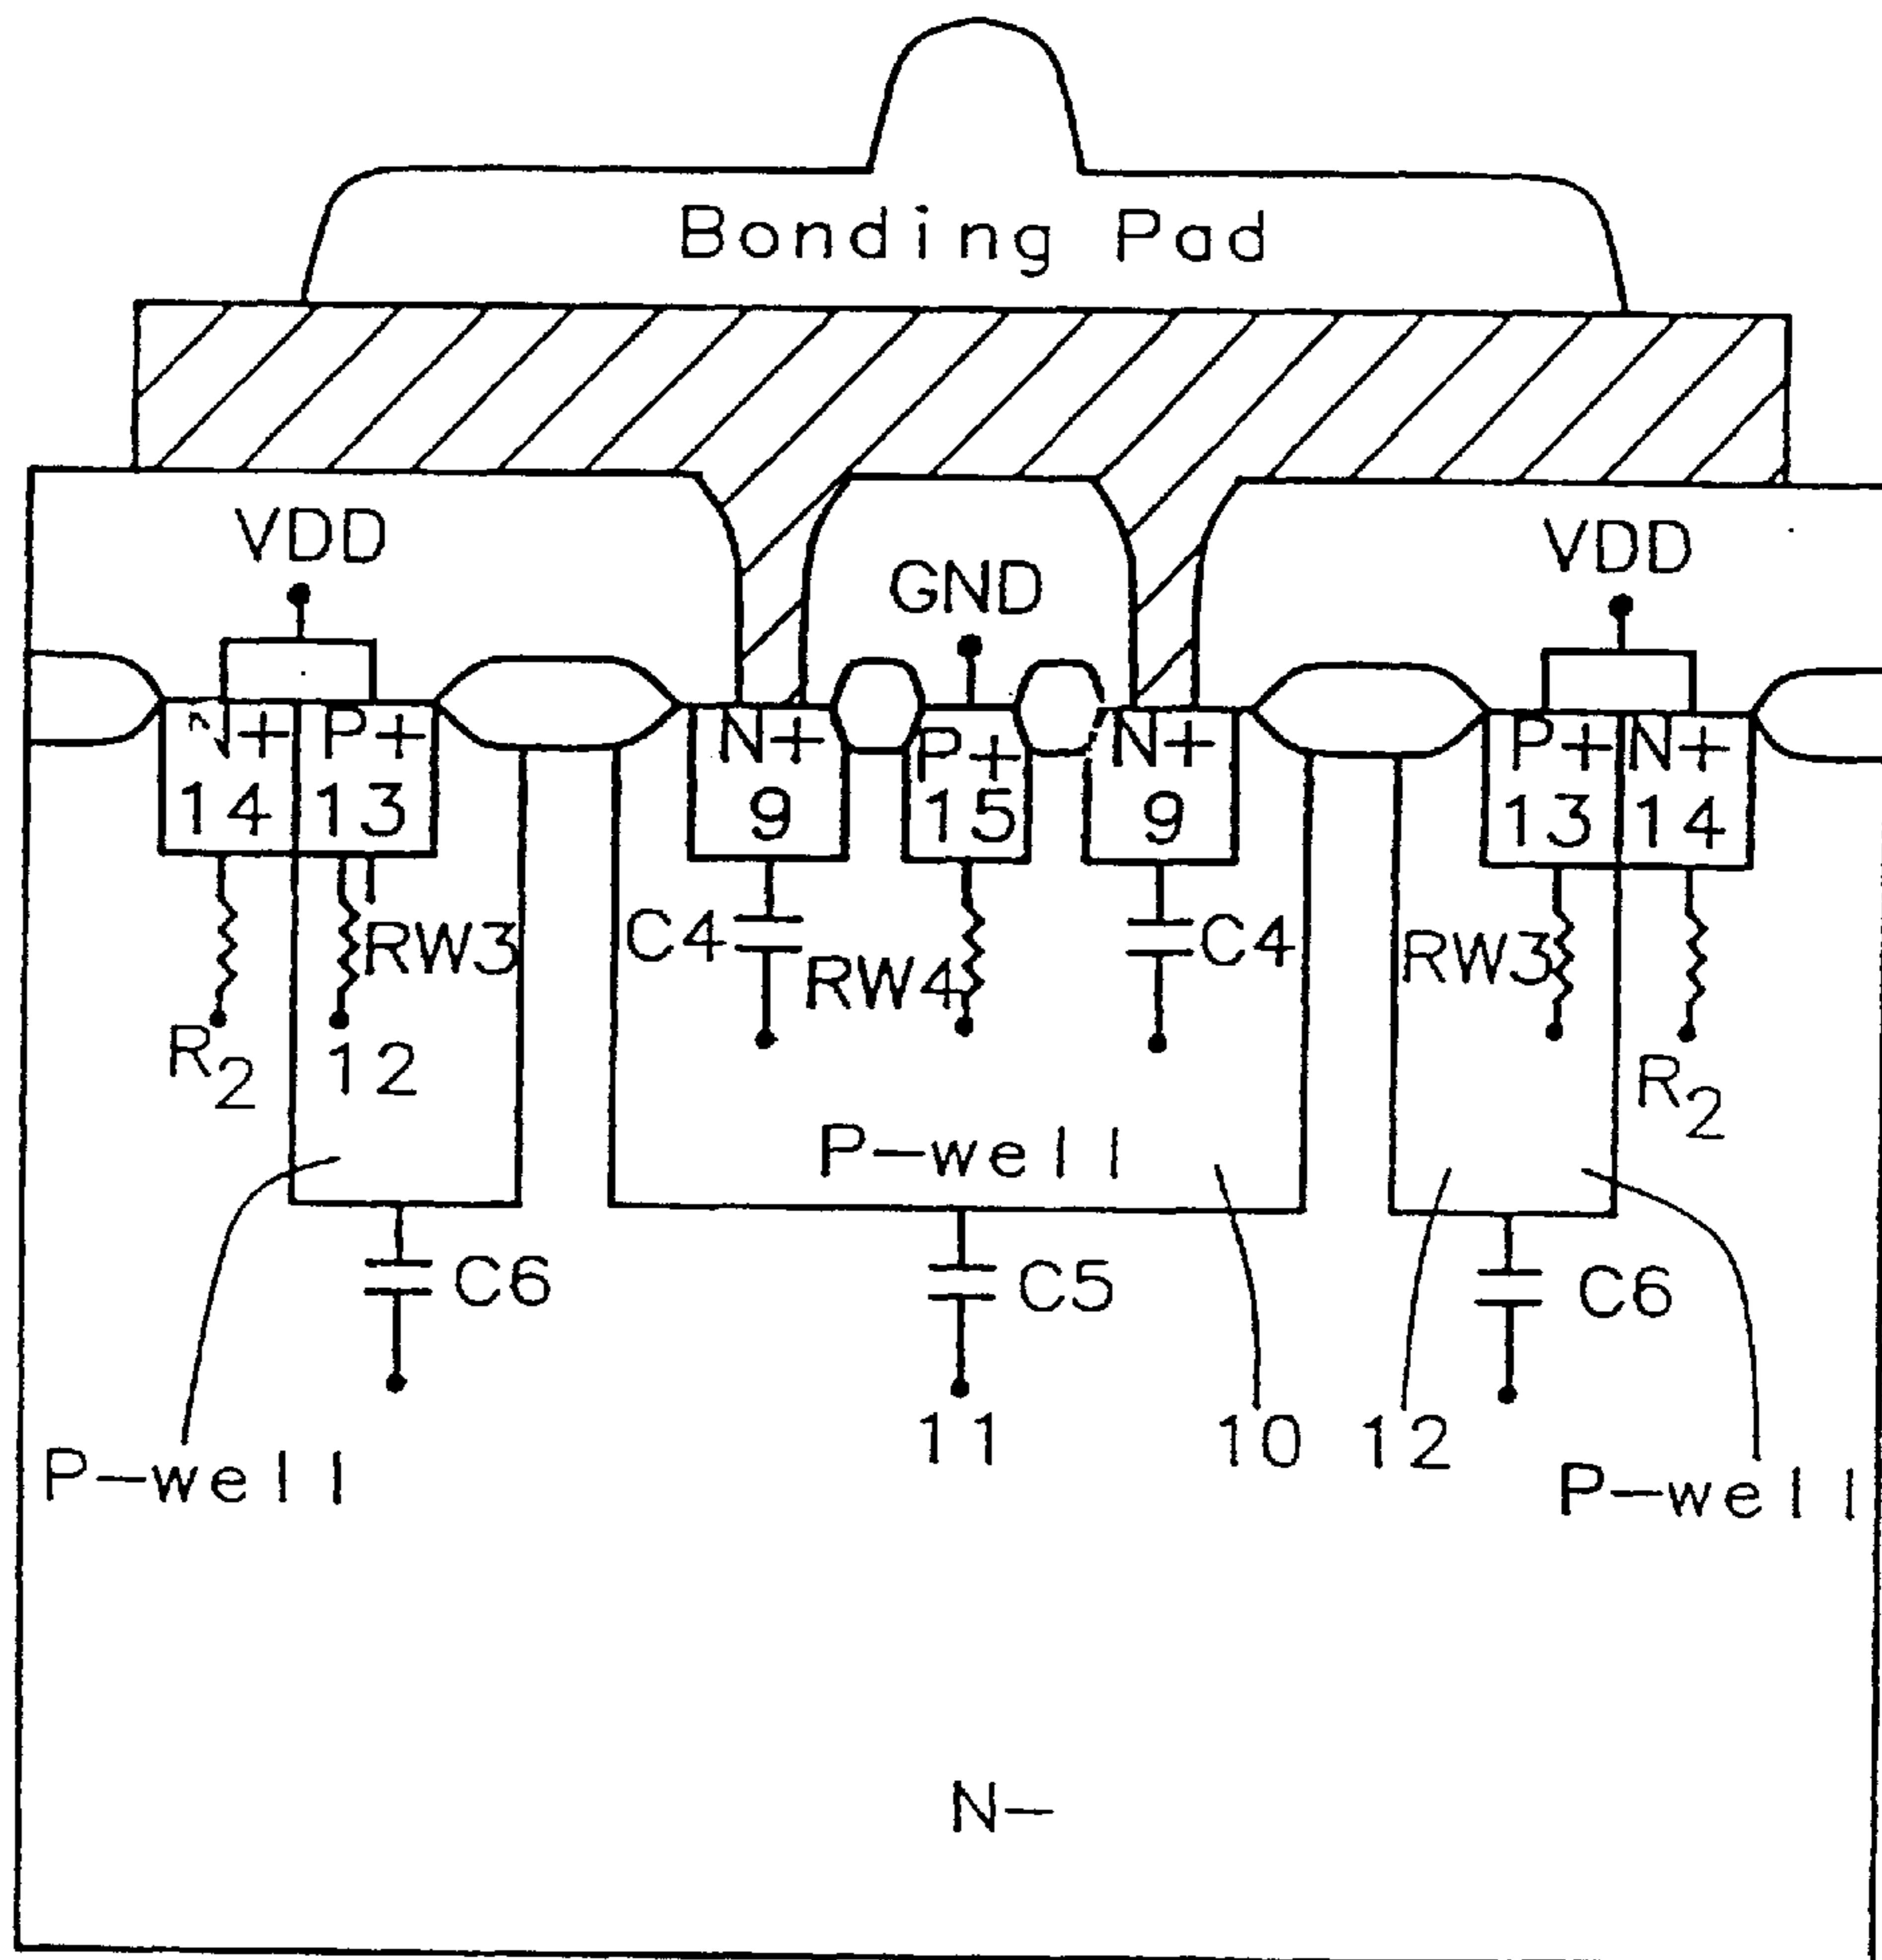 Bonding Pad
VDD
GND
VDD
N+ P+
N+
P+
N+
P+ N+
14 13
9
15
9
13 14
RW3
C4
RW4
C4
RW3
R2
12
R2
P-well
C6
C5
C6
11
10
12
P-well
P-well
N-